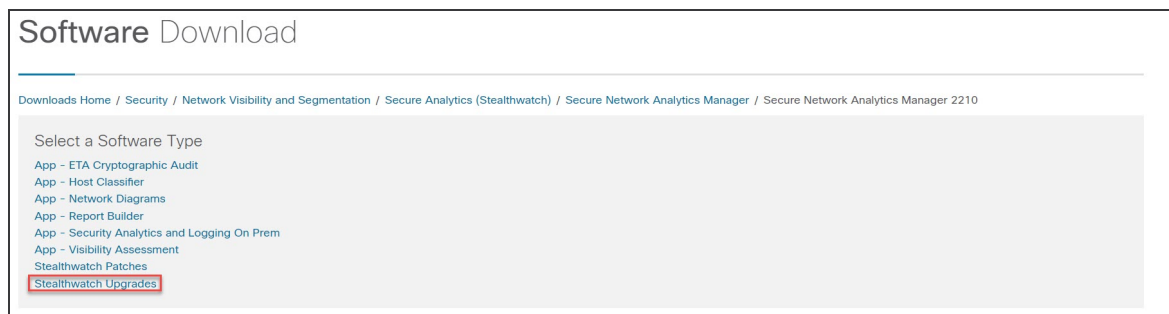 Software Download
Downloads Home / Security / Network Visibility and Segmentation / Secure Analytics (Stealthwatch) / Secure Network Analytics Manager / Secure Network Analytics Manager 2210
Select a Software Type
App - ETA Cryptographic Audit
App - Host Classifier
App - Network Diagrams
App - Report Builder
App - Security Analytics and Logging On Prem
App - Visibility Assessment
Stealthwatch Patches
Stealthwatch Upgrades